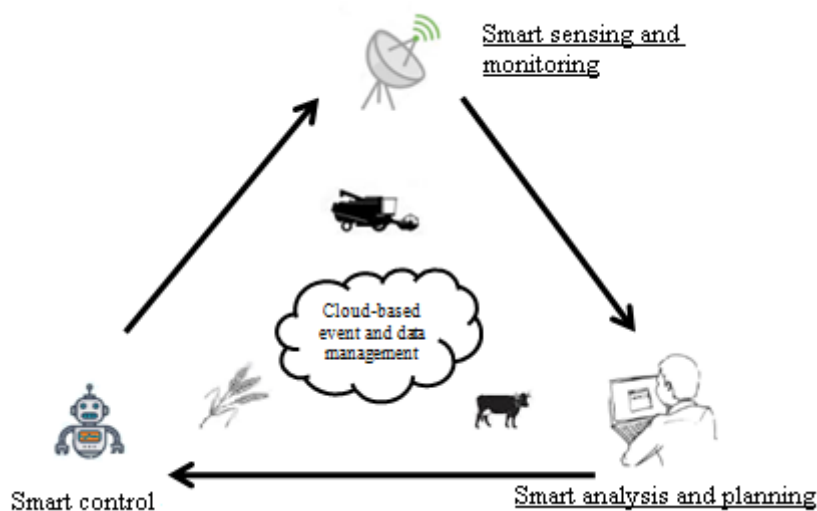 Smart sensing and
monitoring
Cloud-based
event and data
management
Smart control
Smart analysis and planning